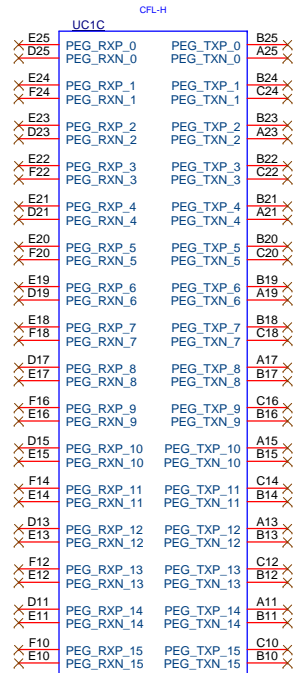 CFL-H
UC1C
E25 PEG_RXP_0 PEG_TXP_0 B25
D25 PEG_RXN_0 PEG_TXN_0 A25
E24 PEG_RXP_1 PEG_TXP_1 B24
F24 PEG_RXN_1 PEG_TXN_1 C24
E23 PEG_RXP_2 PEG_TXP_2 B23
D23 PEG_RXN_2 PEG_TXN_2 A23
E22 PEG_RXP_3 PEG_TXP_3 B22
F22 PEG_RXN_3 PEG_TXN_3 C22
E21 PEG_RXP_4 PEG_TXP_4 B21
D21 PEG_RXN_4 PEG_TXN_4 A21
E20 PEG_RXP_5 PEG_TXP_5 B20
F20 PEG_RXN_5 PEG_TXN_5 C20
E19 PEG_RXP_6 PEG_TXP_6 B19
D19 PEG_RXN_6 PEG_TXN_6 A19
E18 PEG_RXP_7 PEG_TXP_7 B18
F18 PEG_RXN_7 PEG_TXN_7 C18
D17 PEG_RXP_8 PEG_TXP_8 A17
E17 PEG_RXN_8 PEG_TXN_8 B17
F16 PEG_RXP_9 PEG_TXP_9 C16
E16 PEG_RXN_9 PEG_TXN_9 B16
D15 PEG_RXP_10 PEG_TXP_10 A15
E15 PEG_RXN_10 PEG_TXN_10 B15
F14 PEG_RXP_11 PEG_TXP_11 C14
E14 PEG_RXN_11 PEG_TXN_11 B14
D13 PEG_RXP_12 PEG_TXP_12 A13
E13 PEG_RXN_12 PEG_TXN_12 B13
F12 PEG_RXP_13 PEG_TXP_13 C12
E12 PEG_RXN_13 PEG_TXN_13 B12
D11 PEG_RXP_14 PEG_TXP_14 A11
E11 PEG_RXN_14 PEG_TXN_14 B11
F10 PEG_RXP_15 PEG_TXP_15 C10
E10 PEG_RXN_15 PEG_TXN_15 B10